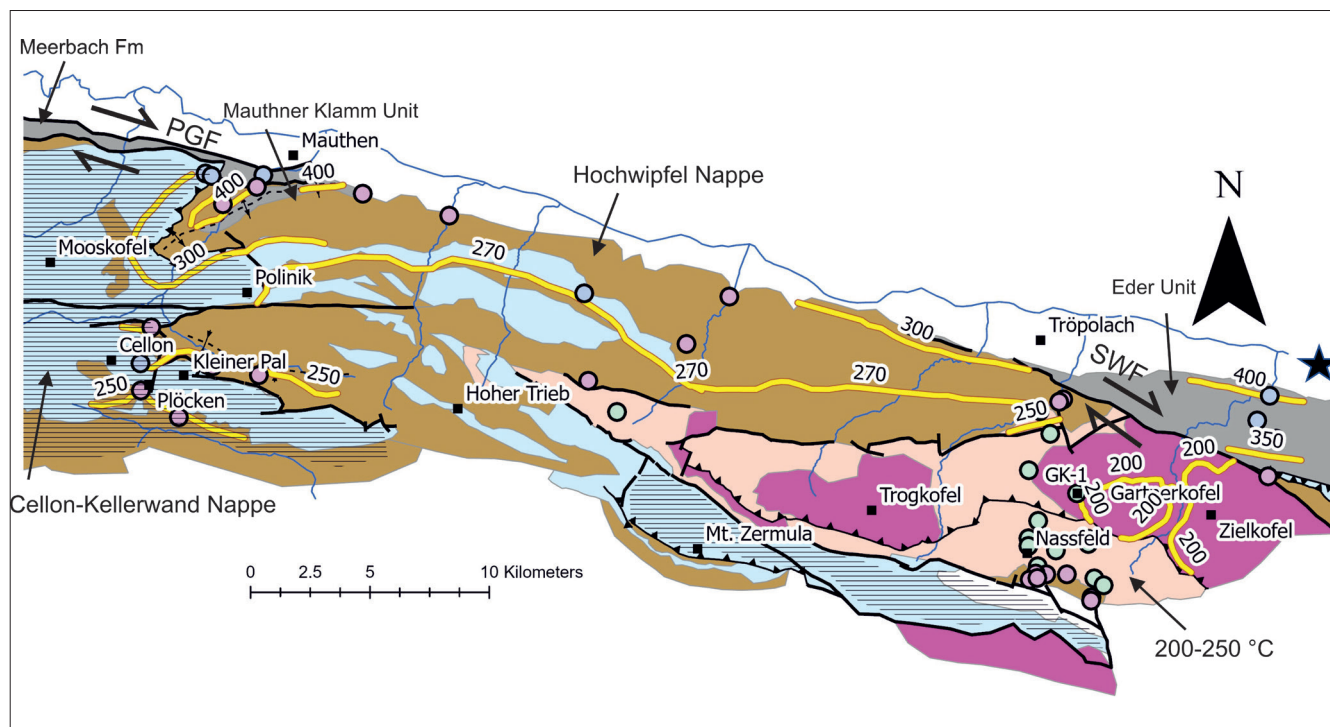 Meerbach Fm
PGF
Mauthner Klamm Unit
Mauthen
400
400
Hochwipfel Nappe
N
Mooskofel
300
Polinik
270
Eder Unit
300
Tröpolach
SWF
Cellon
Kleiner Pal
250
250
Plöcken
Hoher Trieb
270
270
250
400
350
200
200
GK-1
200
Gartnerkofel
200
Trogkofel
Zielkofel
Cellon-Kellerwand Nappe
Mt. Zermula
Nassfeld
200
0 2.5 5 10 Kilometers
200-250 °C